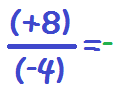 (+8)
(-4) =-